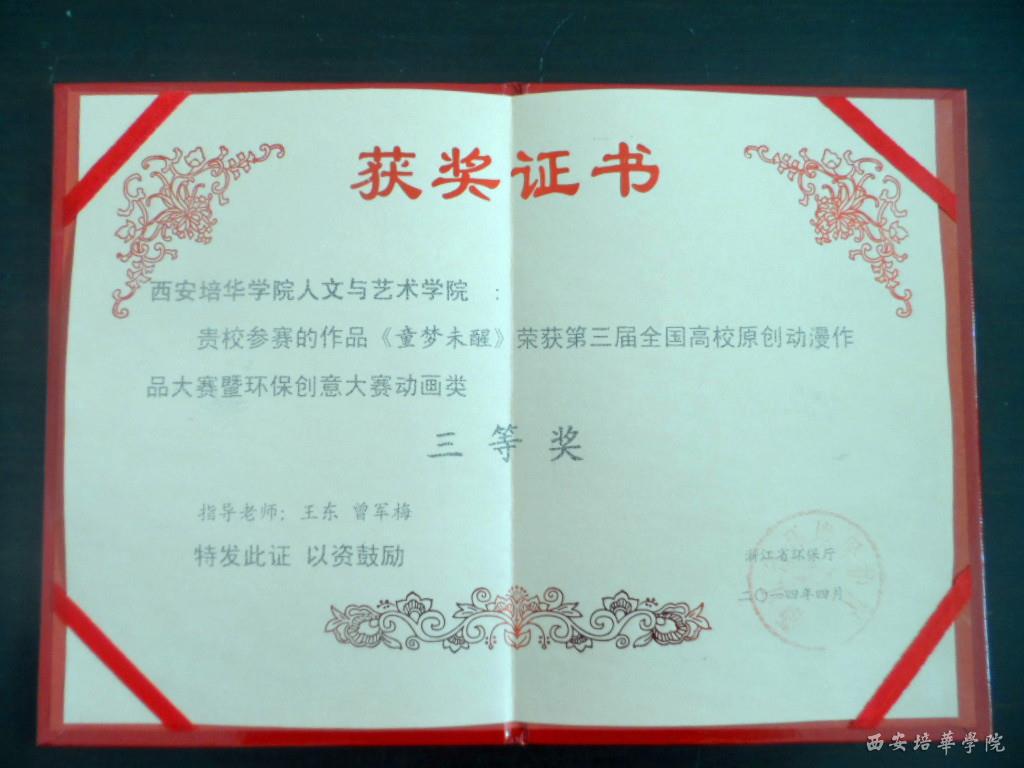 获奖证书
西安培华学院人文与艺术学院 :
贵校参赛的作品《童梦未醒》荣获第三届全国高校原创动漫作
品大赛暨环保创意大赛动画类
三等奖
指导老师: 王东 曾军梅
特发此证 以资鼓励
浙江省环保厅
二〇一四年四月
西安培華学院